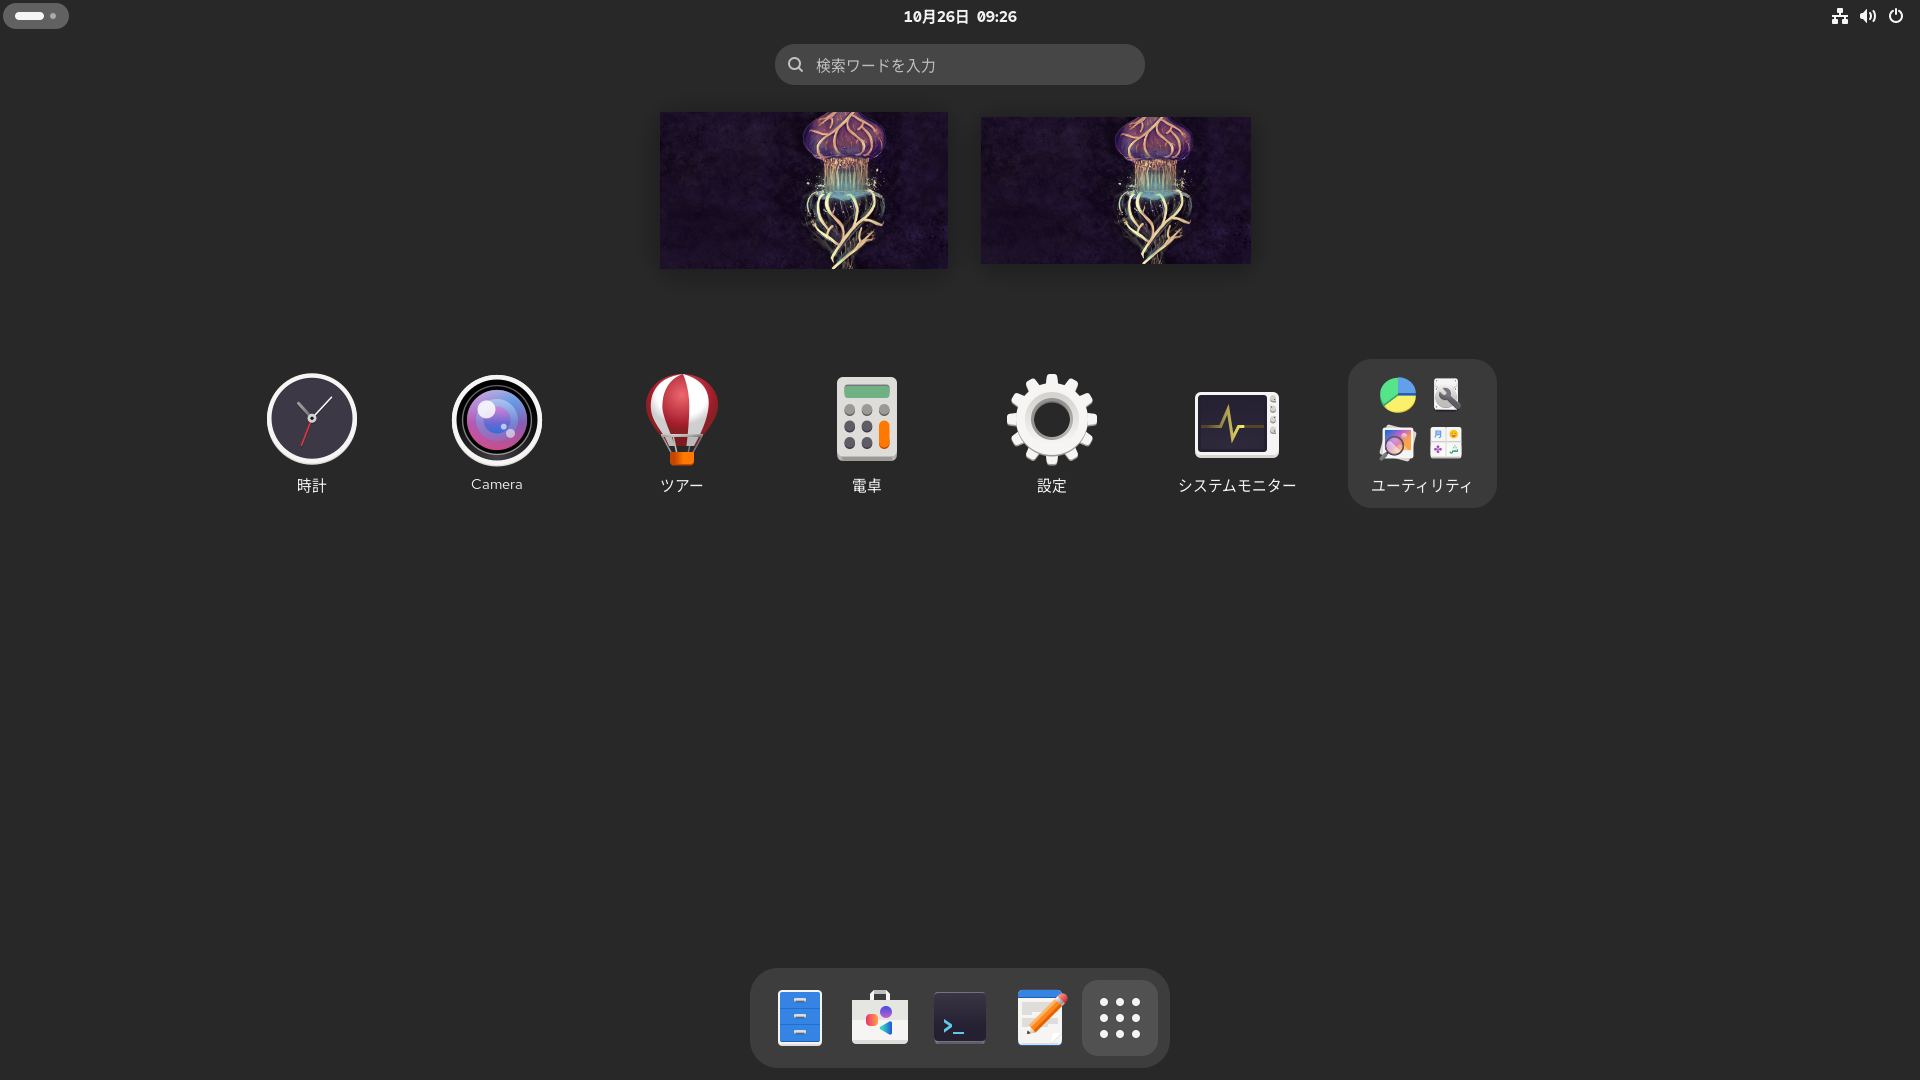 10月26日 09:26
検索ワードを入力
時計
Camera
ツアー
電卓
設定
システムモニター
ユーティリティ